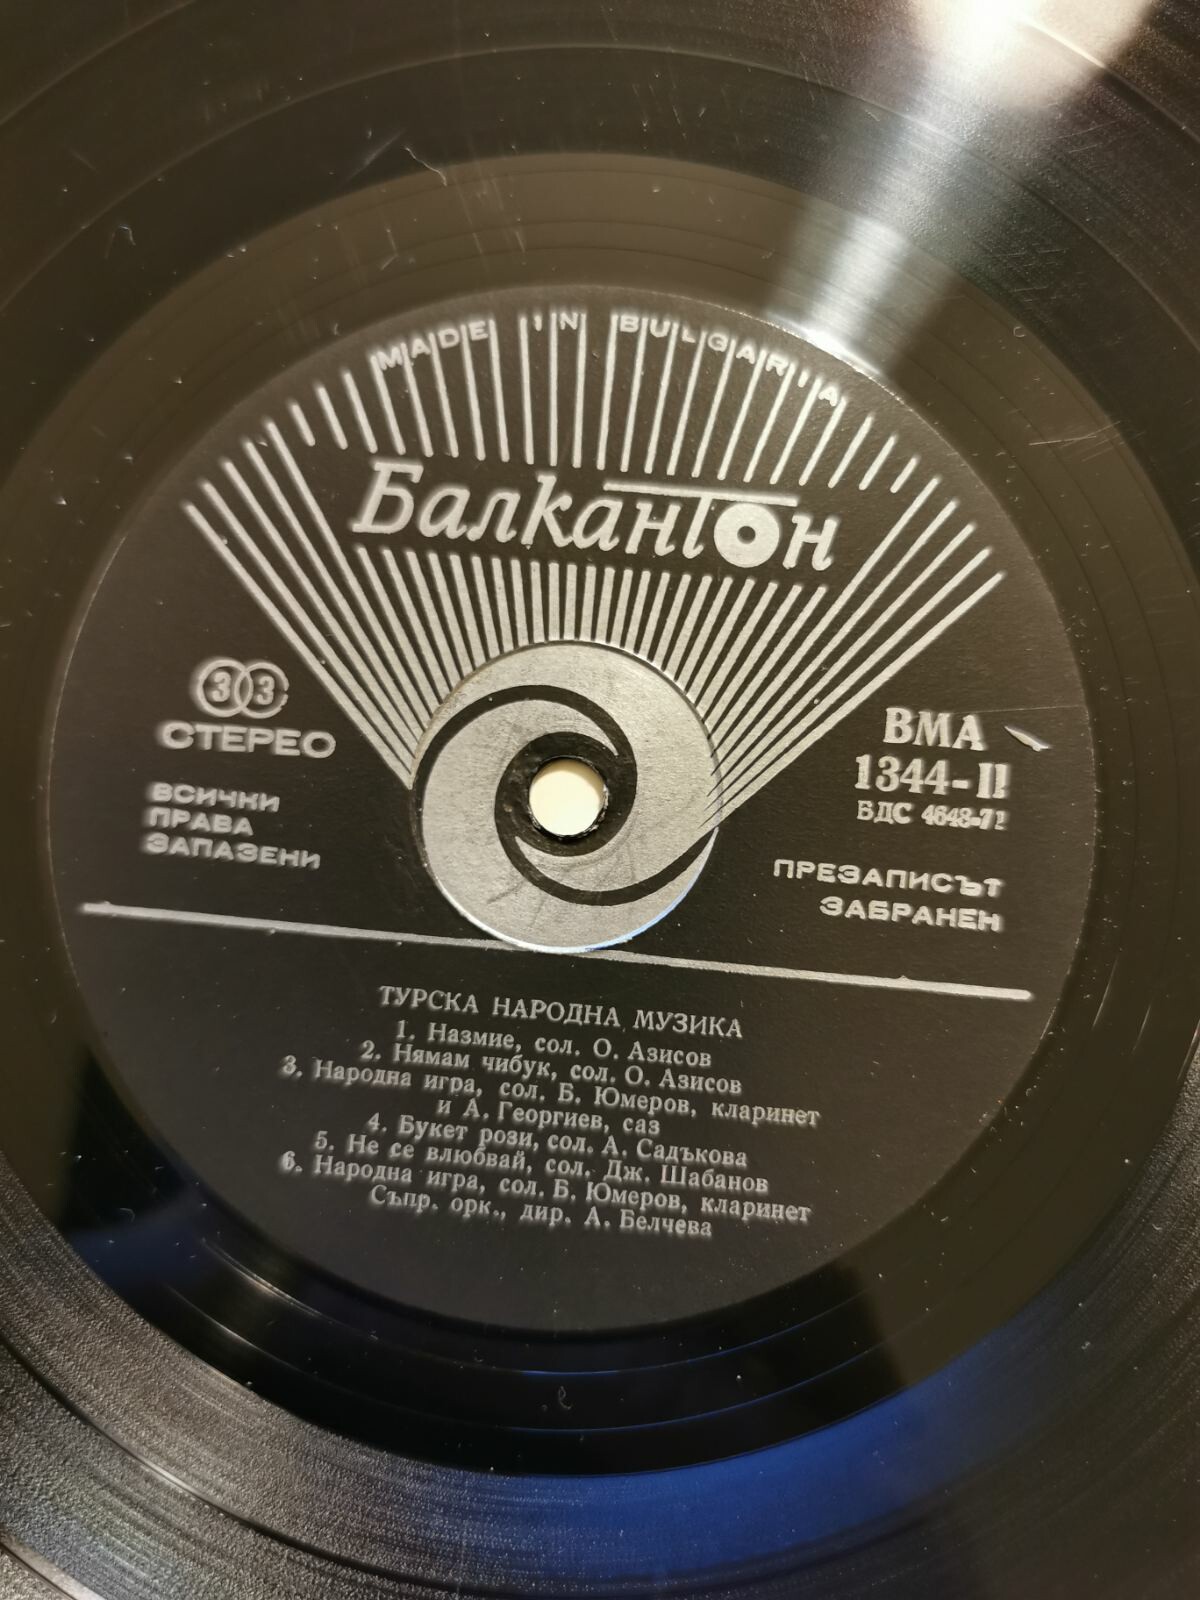 MADE IN BULGARIA
Балкантон
33
СТЕРЕО
ВСИЧКИ
ПРАВА
ЗАПАЗЕНИ
ВМА
1344-II
БДС 4648-71
ПРЕЗАПИСЪТ
ЗАБРАНЕН
ТУРСКА НАРОДНА МУЗИКА
1. Назмие, сол. О. Азисов
2. Нямам чибук, сол. О. Азисов
3. Народна игра, сол. Б. Юмеров, кларинет
и А. Георгиев, саз
4. Букет рози, сол. А. Садъкова
5. Не се влюбвай, сол. Дж. Шабанов
6. Народна игра, сол. Б. Юмеров, кларинет
Съпр. орк., дир. А. Белчева